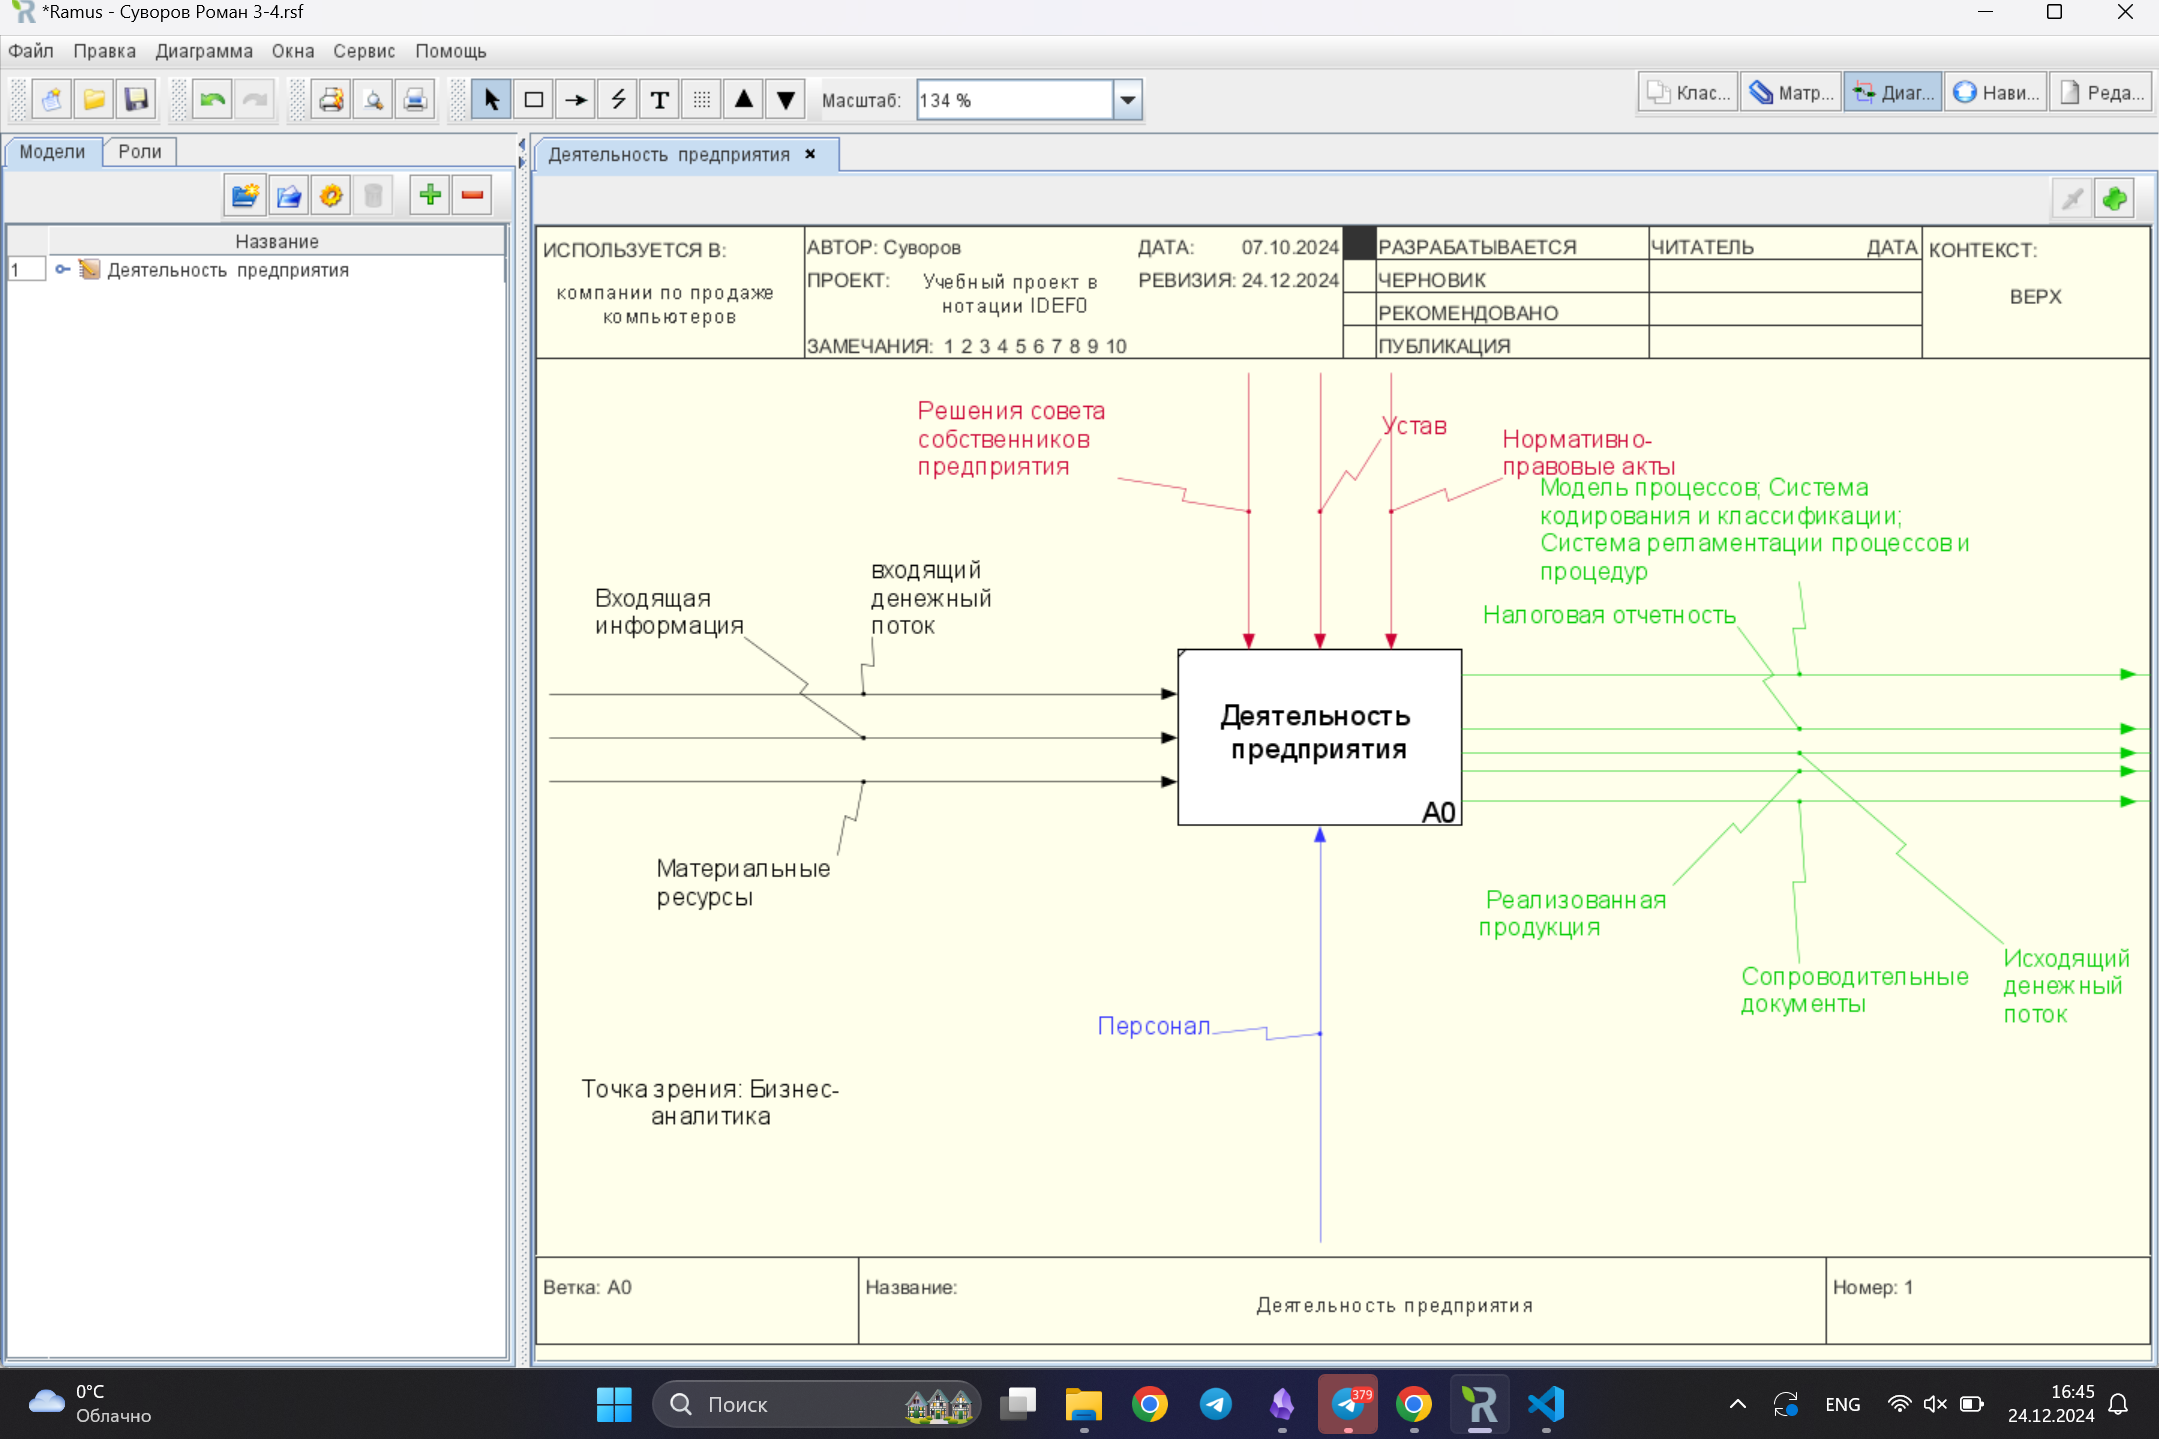 *Ramus - Суворов Роман 3-4.rsf
Файл Правка Диаграмма Окна Сервис Помощь
Масштаб: 134 %
Клас... Матр... Диаг... Нави... Реда...
Модели Роли
Деятельность предприятия
Название
1 Деятельность предприятия
ИСПОЛЬЗУЕТСЯ В:
компании по продаже
компьютеров
АВТОР: Суворов
ДАТА: 07.10.2024
ПРОЕКТ: Учебный проект в
нотации IDEF0
РЕВИЗИЯ: 24.12.2024
ЗАМЕЧАНИЯ: 1 2 3 4 5 6 7 8 9 10
РАЗРАБАТЫВАЕТСЯ
ЧЕРНОВИК
РЕКОМЕНДОВАНО
ПУБЛИКАЦИЯ
ЧИТАТЕЛЬ ДАТА
КОНТЕКСТ:
ВЕРХ
Решения совета
собственников
предприятия
Устав
Нормативно-
правовые акты
Модель процессов; Система
кодирования и классификации;
Система регламентации процессов и
процедур
Налоговая отчетность
входящий
денежный
поток
Входящая
информация
Деятельность
предприятия
A0
Материальные
ресурсы
Реализованная
продукция
Сопроводительные
документы
Исходящий
денежный
поток
Персонал
Точка зрения: Бизнес-
аналитика
Ветка: A0
Название:
Деятельность предприятия
Номер: 1
0°C
Облачно
Поиск
379
ENG
16:45
24.12.2024